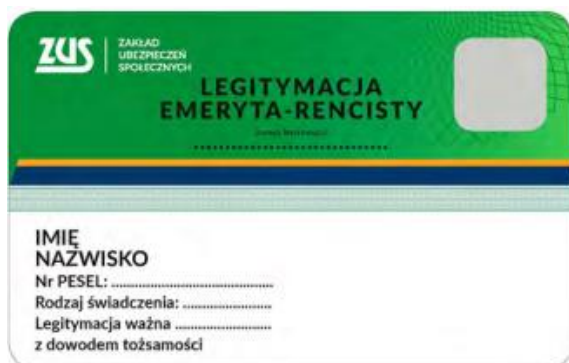 ZUS
ZAKŁAD
UBEZPIECZEŃ
SPOŁECZNYCH
LEGITYMACJA
EMERYTA-RENCISTY
................................
IMIĘ
NAZWISKO
Nr PESEL: ..........................................
Rodzaj świadczenia: .......................
Legitymacja ważna .........................
z dowodem tożsamości